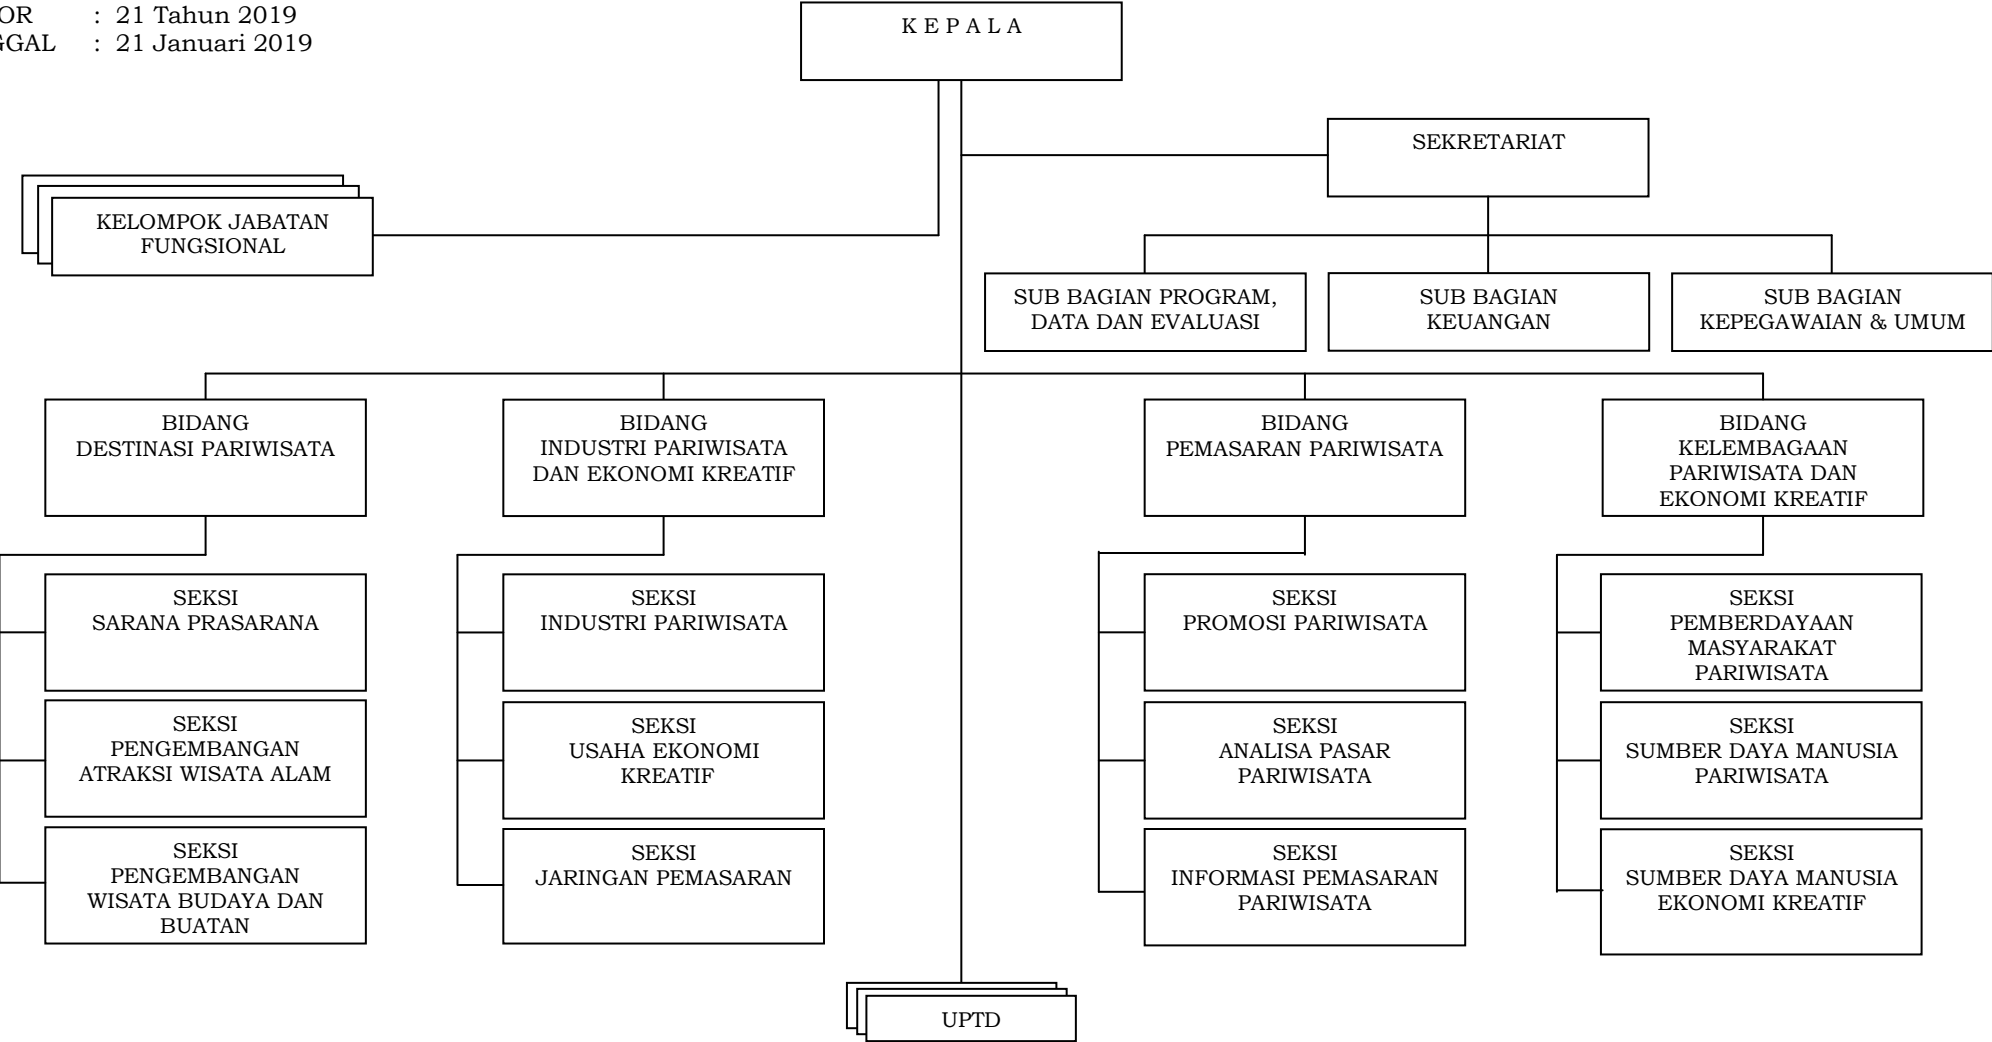 OR : 21 Tahun 2019
GGAL : 21 Januari 2019
K E P A L A
SEKRETARIAT
KELOMPOK JABATAN
FUNGSIONAL
SUB BAGIAN PROGRAM,
DATA DAN EVALUASI
SUB BAGIAN
KEUANGAN
SUB BAGIAN
KEPEGAWAIAN & UMUM
BIDANG
DESTINASI PARIWISATA
BIDANG
INDUSTRI PARIWISATA
DAN EKONOMI KREATIF
BIDANG
PEMASARAN PARIWISATA
BIDANG
KELEMBAGAAN
PARIWISATA DAN
EKONOMI KREATIF
SEKSI
SARANA PRASARANA
SEKSI
INDUSTRI PARIWISATA
SEKSI
PROMOSI PARIWISATA
SEKSI
PEMBERDAYAAN
MASYARAKAT
PARIWISATA
SEKSI
PENGEMBANGAN
ATRAKSI WISATA ALAM
SEKSI
USAHA EKONOMI
KREATIF
SEKSI
ANALISA PASAR
PARIWISATA
SEKSI
SUMBER DAYA MANUSIA
PARIWISATA
SEKSI
PENGEMBANGAN
WISATA BUDAYA DAN
BUATAN
SEKSI
JARINGAN PEMASARAN
SEKSI
INFORMASI PEMASARAN
PARIWISATA
SEKSI
SUMBER DAYA MANUSIA
EKONOMI KREATIF
UPTD